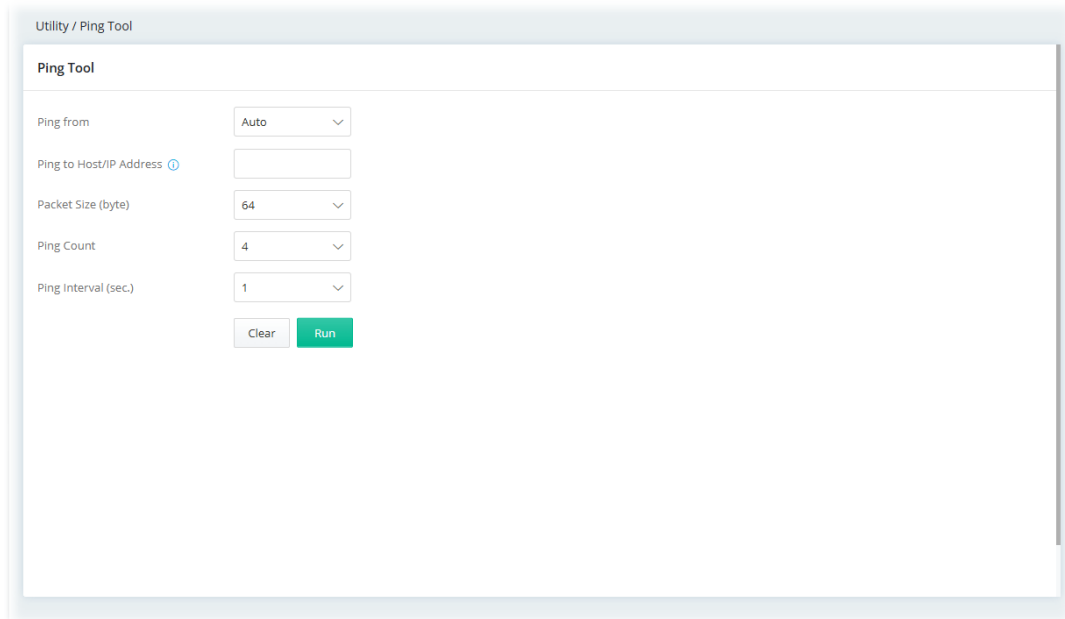 Utility / Ping Tool
Ping Tool
Ping from Auto
Ping to Host/IP Address
Packet Size (byte) 64
Ping Count 4
Ping Interval (sec.) 1
Clear Run